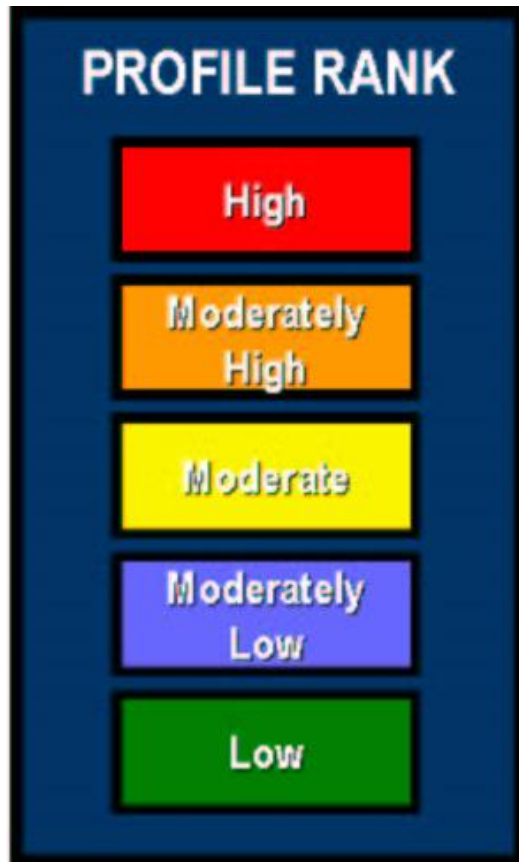 PROFILE RANK
High
Moderately
High
Moderate
Moderately
Low
Low